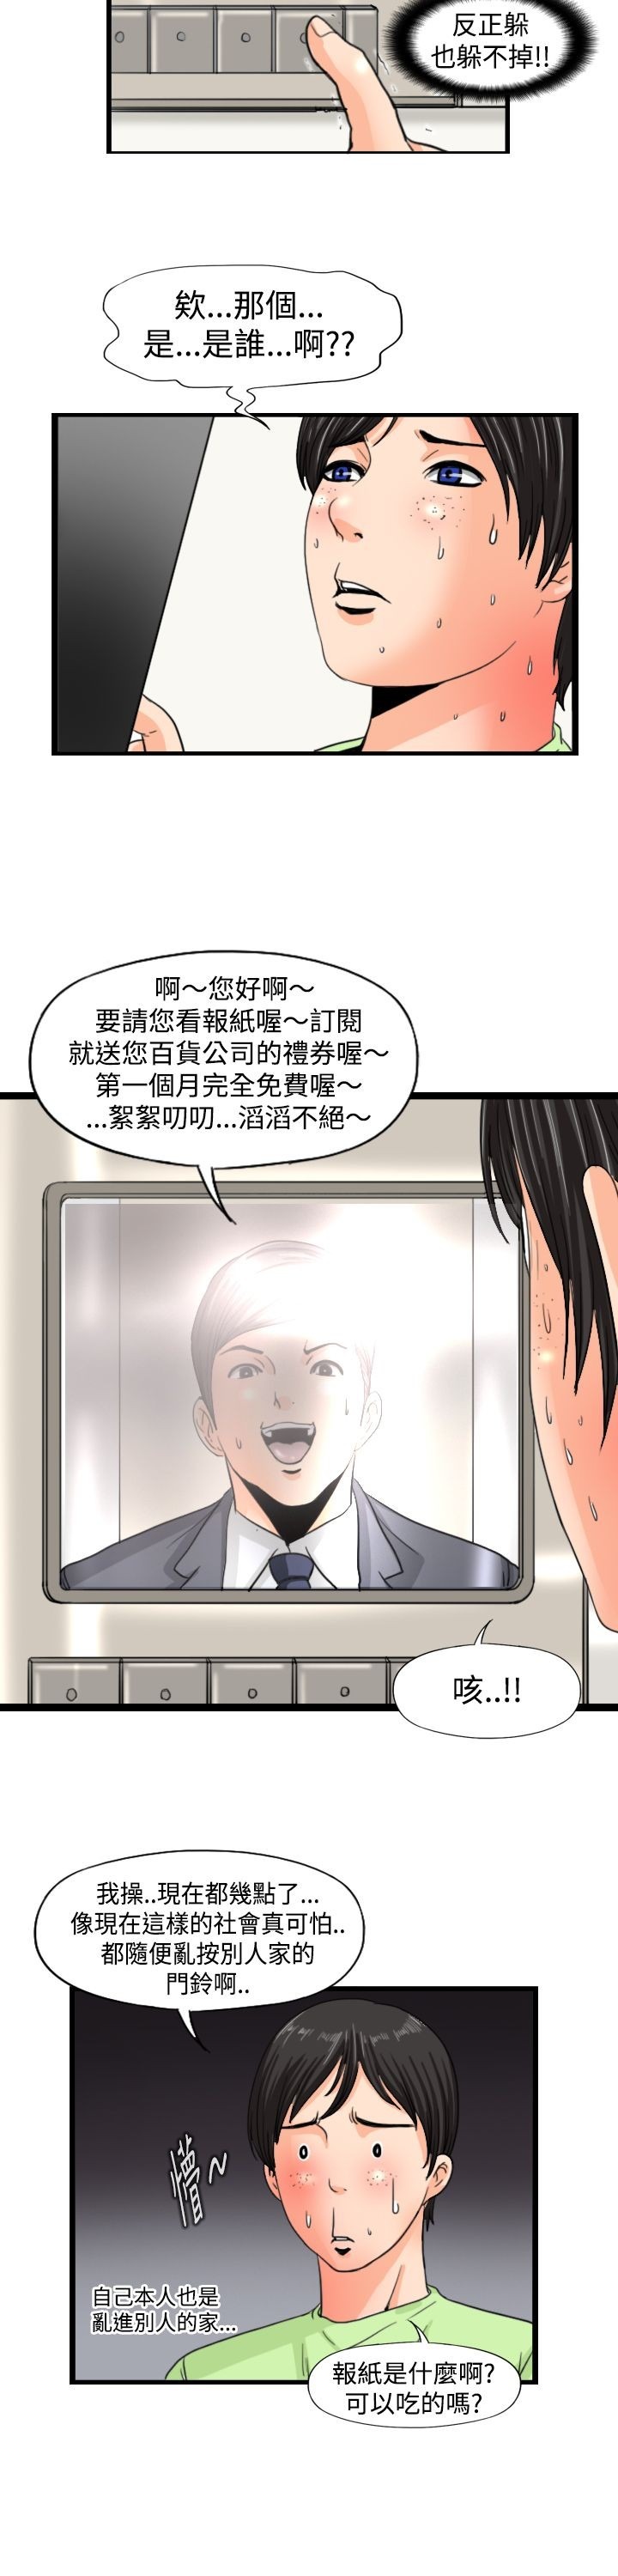 反正躲
也躲不掉!!
欸...那個...
是...是誰...啊??
啊～您好啊～
要請您看報紙喔～訂閱
就送您百貨公司的禮券喔～
第一個月完全免費喔～
...絮絮叨叨...滔滔不絕～
咳..!!
我操..現在都幾點了...
像現在這樣的社會真可怕..
都隨便亂按別人家的
門鈴啊..
懵~
自己本人也是
亂進別人的家...
報紙是什麼啊?
可以吃的嗎?